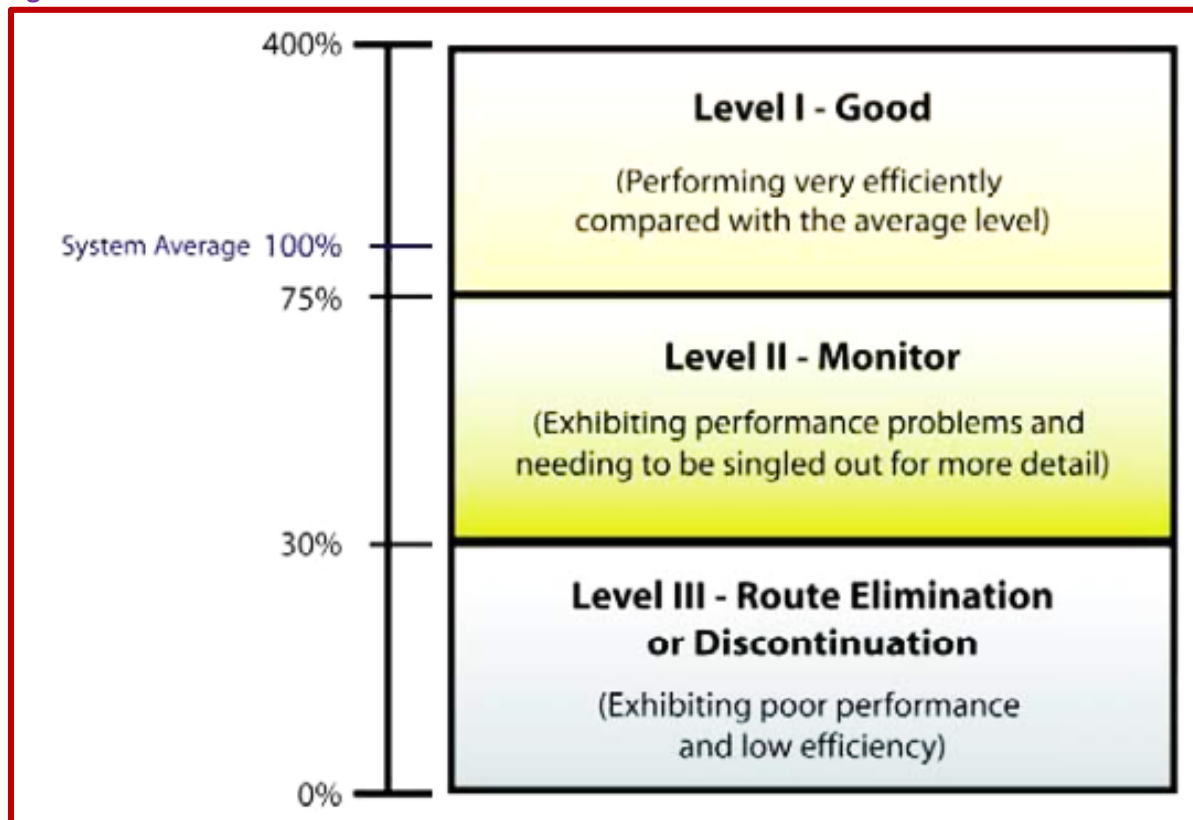 400%
Level I - Good
(Performing very efficiently
compared with the average level)
System Average 100%
75%
Level II - Monitor
(Exhibiting performance problems and
needing to be singled out for more detail)
30%
Level III - Route Elimination
or Discontinuation
(Exhibiting poor performance
and low efficiency)
0%